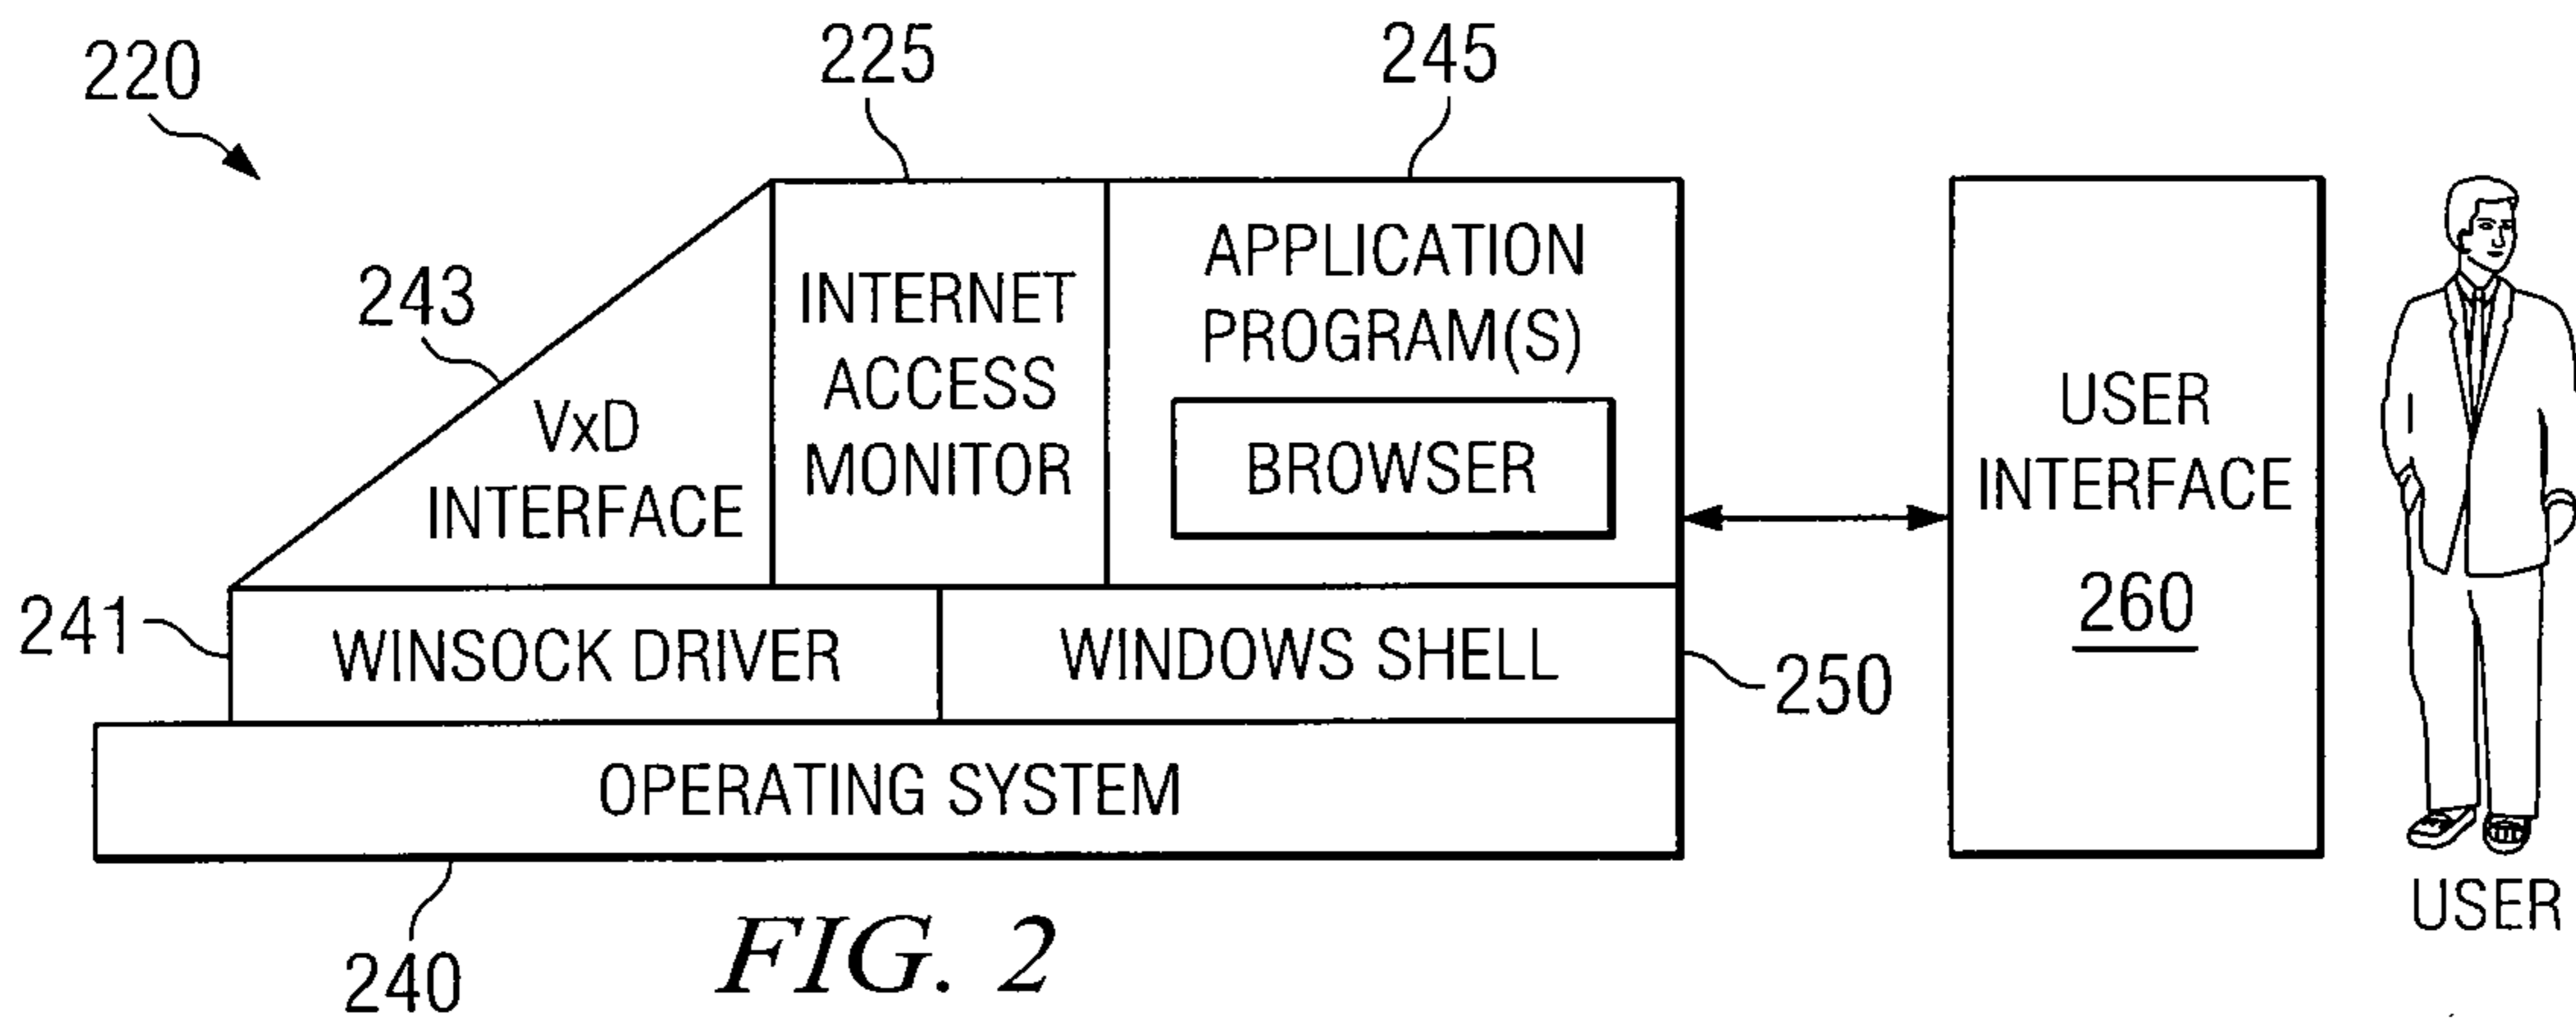 220
225
245
243
VxD
INTERFACE
INTERNET
ACCESS
MONITOR
APPLICATION
PROGRAM(S)
BROWSER
USER
INTERFACE
260
241
WINSOCK DRIVER
WINDOWS SHELL
250
OPERATING SYSTEM
240
USER
FIG. 2